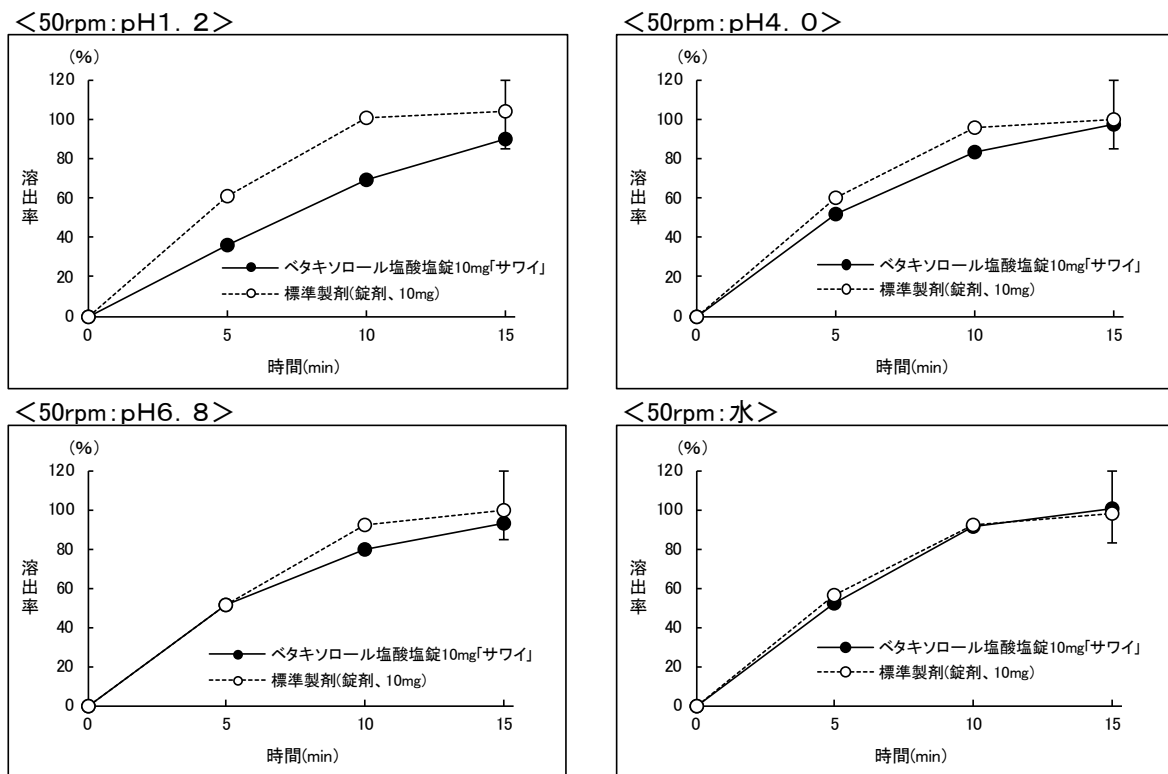 ＜50rpm：pH1．2＞
(%)
120
100
80
60
40
20
0
溶出率
0 5 10 15
時間(min)
ベタキソロール塩酸塩錠10mg｢サワイ｣
標準製剤(錠剤、10mg)
＜50rpm：pH4．0＞
(%)
120
100
80
60
40
20
0
溶出率
0 5 10 15
時間(min)
ベタキソロール塩酸塩錠10mg｢サワイ｣
標準製剤(錠剤、10mg)
＜50rpm：pH6．8＞
(%)
120
100
80
60
40
20
0
溶出率
0 5 10 15
時間(min)
ベタキソロール塩酸塩錠10mg｢サワイ｣
標準製剤(錠剤、10mg)
＜50rpm：水＞
(%)
120
100
80
60
40
20
0
溶出率
0 5 10 15
時間(min)
ベタキソロール塩酸塩錠10mg｢サワイ｣
標準製剤(錠剤、10mg)